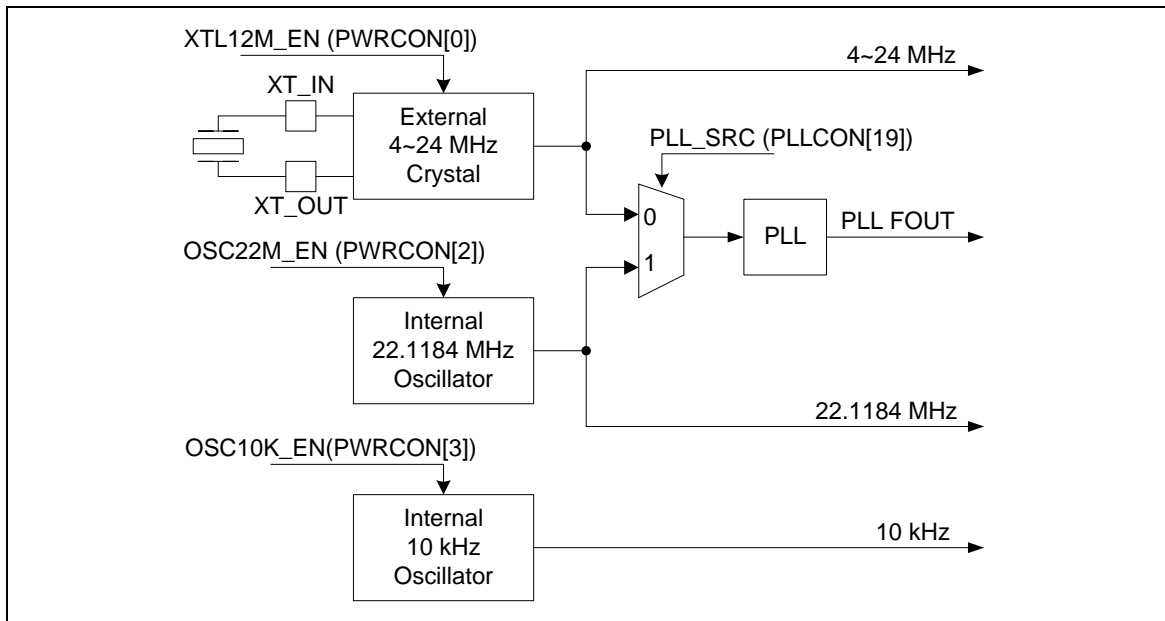 XTL12M_EN (PWRCON[0])
XT_IN
XT_OUT
External
4~24 MHz
Crystal
4~24 MHz
PLL_SRC (PLLCON[19])
0
1
PLL
PLL FOUT
OSC22M_EN (PWRCON[2])
Internal
22.1184 MHz
Oscillator
22.1184 MHz
OSC10K_EN(PWRCON[3])
Internal
10 kHz
Oscillator
10 kHz